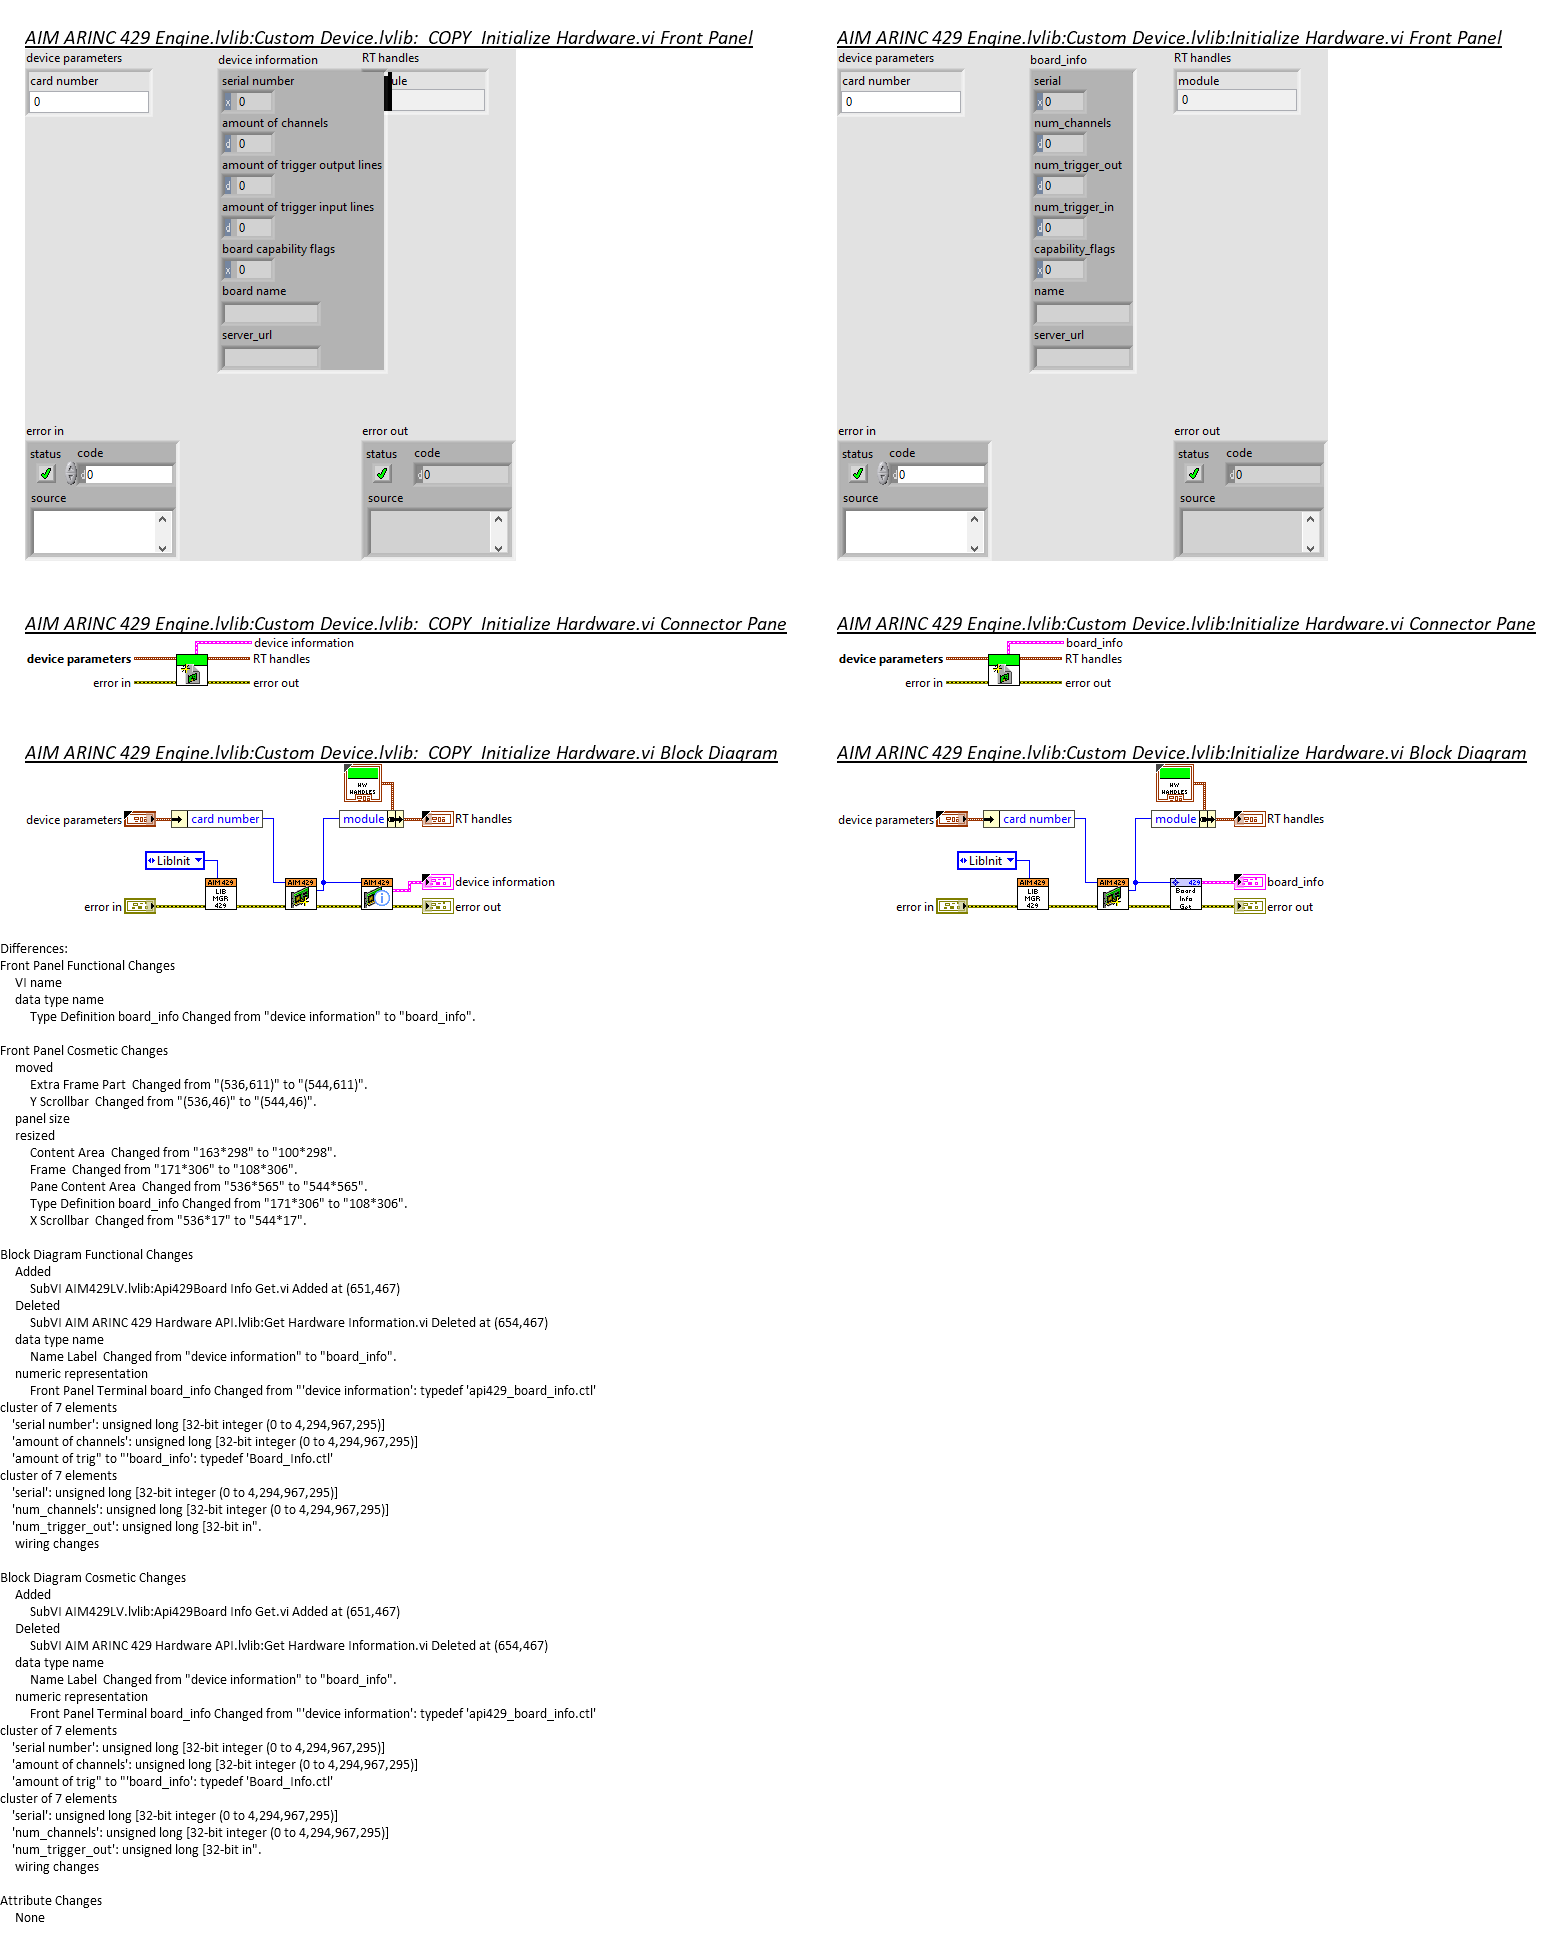 AIM ARINC 429 Engine.lvlib:Custom Device.lvlib:  COPY  Initialize Hardware.vi Front Panel
device parameters
device information
RT handles
card number
0
serial number
ule
x 0
amount of channels
d 0
amount of trigger output lines
d 0
amount of trigger input lines
d 0
board capability flags
x 0
board name
server_url
error in
error out
status code
d 0
source
status code
d 0
source
AIM ARINC 429 Engine.lvlib:Custom Device.lvlib:Initialize Hardware.vi Front Panel
device parameters
board_info
RT handles
card number
0
serial
module
0
x 0
num_channels
d 0
num_trigger_out
d 0
num_trigger_in
d 0
capability_flags
x 0
name
server_url
error in
error out
status code
d 0
source
status code
d 0
source
AIM ARINC 429 Engine.lvlib:Custom Device.lvlib:  COPY  Initialize Hardware.vi Connector Pane
device information
device parameters
RT handles
error in
error out
AIM ARINC 429 Engine.lvlib:Custom Device.lvlib:Initialize Hardware.vi Connector Pane
board_info
device parameters
RT handles
error in
error out
AIM ARINC 429 Engine.lvlib:Custom Device.lvlib:  COPY  Initialize Hardware.vi Block Diagram
HW
HANDLES
device parameters
card number
module
RT handles
LibInit
AIM429
LIB
MGR
429
AIM429
AIM429
device information
error in
error out
AIM ARINC 429 Engine.lvlib:Custom Device.lvlib:Initialize Hardware.vi Block Diagram
HW
HANDLES
device parameters
card number
module
RT handles
LibInit
AIM429
LIB
MGR
429
AIM429
429
Board
Info
Get
board_info
error in
error out
Differences:
Front Panel Functional Changes
VI name
data type name
Type Definition board_info Changed from "device information" to "board_info".
Front Panel Cosmetic Changes
moved
Extra Frame Part  Changed from "(536,611)" to "(544,611)".
Y Scrollbar  Changed from "(536,46)" to "(544,46)".
panel size
resized
Content Area  Changed from "163*298" to "100*298".
Frame  Changed from "171*306" to "108*306".
Pane Content Area  Changed from "536*565" to "544*565".
Type Definition board_info Changed from "171*306" to "108*306".
X Scrollbar  Changed from "536*17" to "544*17".
Block Diagram Functional Changes
Added
SubVI AIM429LV.lvlib:Api429Board Info Get.vi Added at (651,467)
Deleted
SubVI AIM ARINC 429 Hardware API.lvlib:Get Hardware Information.vi Deleted at (654,467)
data type name
Name Label  Changed from "device information" to "board_info".
numeric representation
Front Panel Terminal board_info Changed from "'device information': typedef 'api429_board_info.ctl'
cluster of 7 elements
'serial number': unsigned long [32-bit integer (0 to 4,294,967,295)]
'amount of channels': unsigned long [32-bit integer (0 to 4,294,967,295)]
'amount of trig" to "'board_info': typedef 'Board_Info.ctl'
cluster of 7 elements
'serial': unsigned long [32-bit integer (0 to 4,294,967,295)]
'num_channels': unsigned long [32-bit integer (0 to 4,294,967,295)]
'num_trigger_out': unsigned long [32-bit in".
wiring changes
Block Diagram Cosmetic Changes
Added
SubVI AIM429LV.lvlib:Api429Board Info Get.vi Added at (651,467)
Deleted
SubVI AIM ARINC 429 Hardware API.lvlib:Get Hardware Information.vi Deleted at (654,467)
data type name
Name Label  Changed from "device information" to "board_info".
numeric representation
Front Panel Terminal board_info Changed from "'device information': typedef 'api429_board_info.ctl'
cluster of 7 elements
'serial number': unsigned long [32-bit integer (0 to 4,294,967,295)]
'amount of channels': unsigned long [32-bit integer (0 to 4,294,967,295)]
'amount of trig" to "'board_info': typedef 'Board_Info.ctl'
cluster of 7 elements
'serial': unsigned long [32-bit integer (0 to 4,294,967,295)]
'num_channels': unsigned long [32-bit integer (0 to 4,294,967,295)]
'num_trigger_out': unsigned long [32-bit in".
wiring changes
Attribute Changes
None